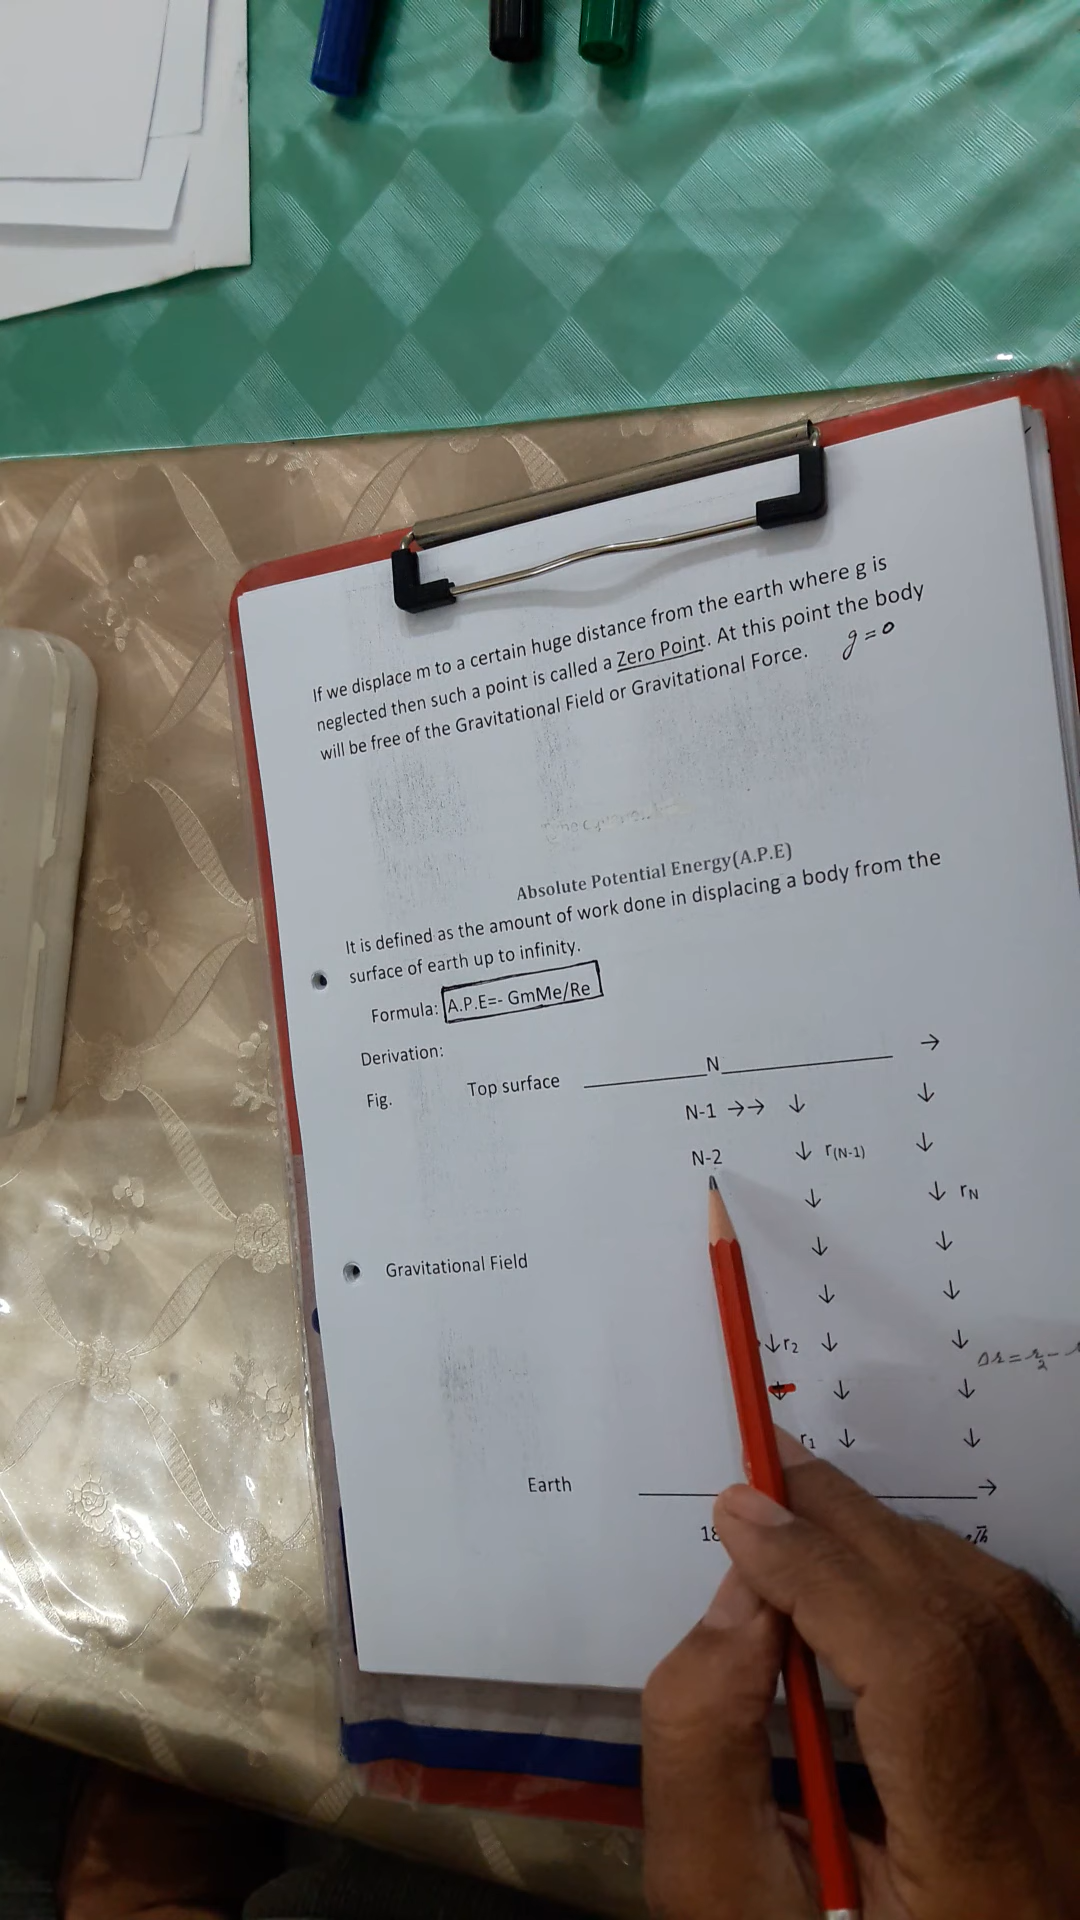 If we displace m to a certain huge distance from the earth where g is
neglected then such a point is called a Zero Point. At this point the body
will be free of the Gravitational Field or Gravitational Force. g=0
Absolute Potential Energy(A.P.E)
It is defined as the amount of work done in displacing a body from the
surface of earth up to infinity.
Formula: A.P.E=- GmMe/Re
Derivation:
Fig. Top surface N →
N-1 →→ ↓ ↓
N-2 ↓ r(N-1) ↓
↓ ↓ rN
Gravitational Field ↓ ↓
↓ ↓
↓r2 ↓ ↓
Δr=r2-
↓ ↓ ↓
r1 ↓ ↓
Earth →